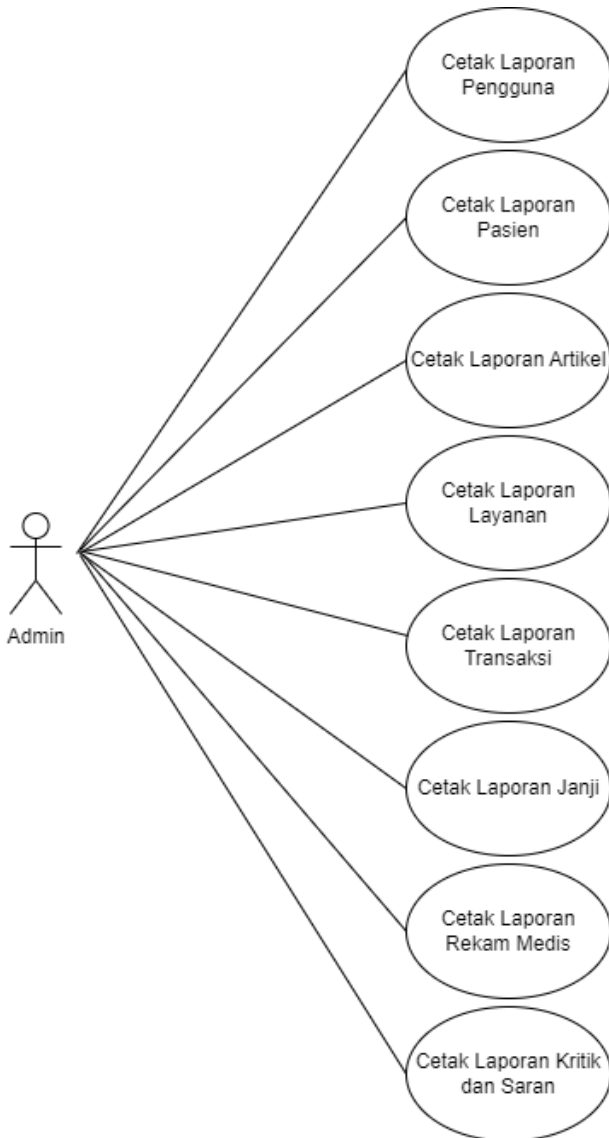 Cetak Laporan
Pengguna
Cetak Laporan
Pasien
Cetak Laporan Artikel
Cetak Laporan
Layanan
Admin
Cetak Laporan
Transaksi
Cetak Laporan Janji
Cetak Laporan
Rekam Medis
Cetak Laporan Kritik
dan Saran